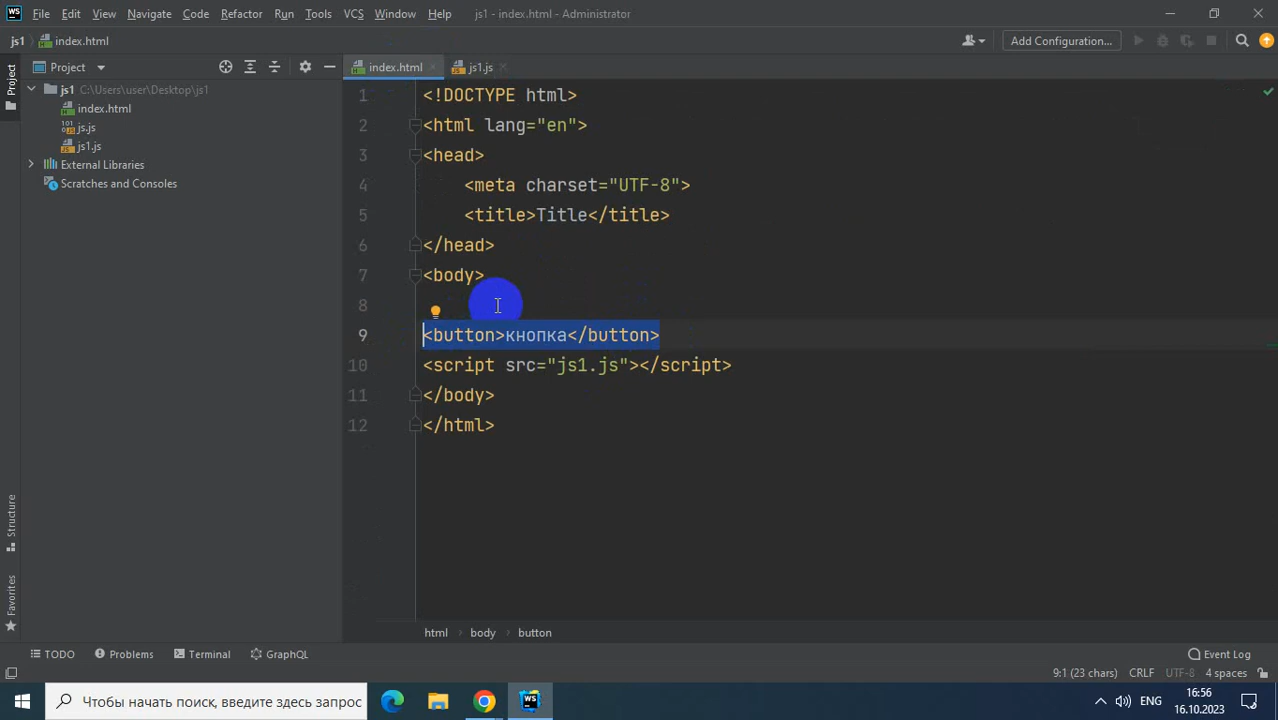 WS File Edit View Navigate Code Refactor Run Tools VCS Window Help js1 - index.html - Administrator
js1 index.html Add Configuration...
Project index.html js1.js
js1 C:\Users\user\Desktop\js1
index.html
js.js
js1.js
External Libraries
Scratches and Consoles
Project
Structure
Favorites
1 <!DOCTYPE html>
2 <html lang="en">
3 <head>
4 <meta charset="UTF-8">
5 <title>Title</title>
6 </head>
7 <body>
8
9 <button>кнопка</button>
10 <script src="js1.js"></script>
11 </body>
12 </html>
html body button
TODO Problems Terminal GraphQL Event Log
9:1 (23 chars) CRLF UTF-8 4 spaces
Чтобы начать поиск, введите здесь запрос
WS
ENG
16:56
16.10.2023